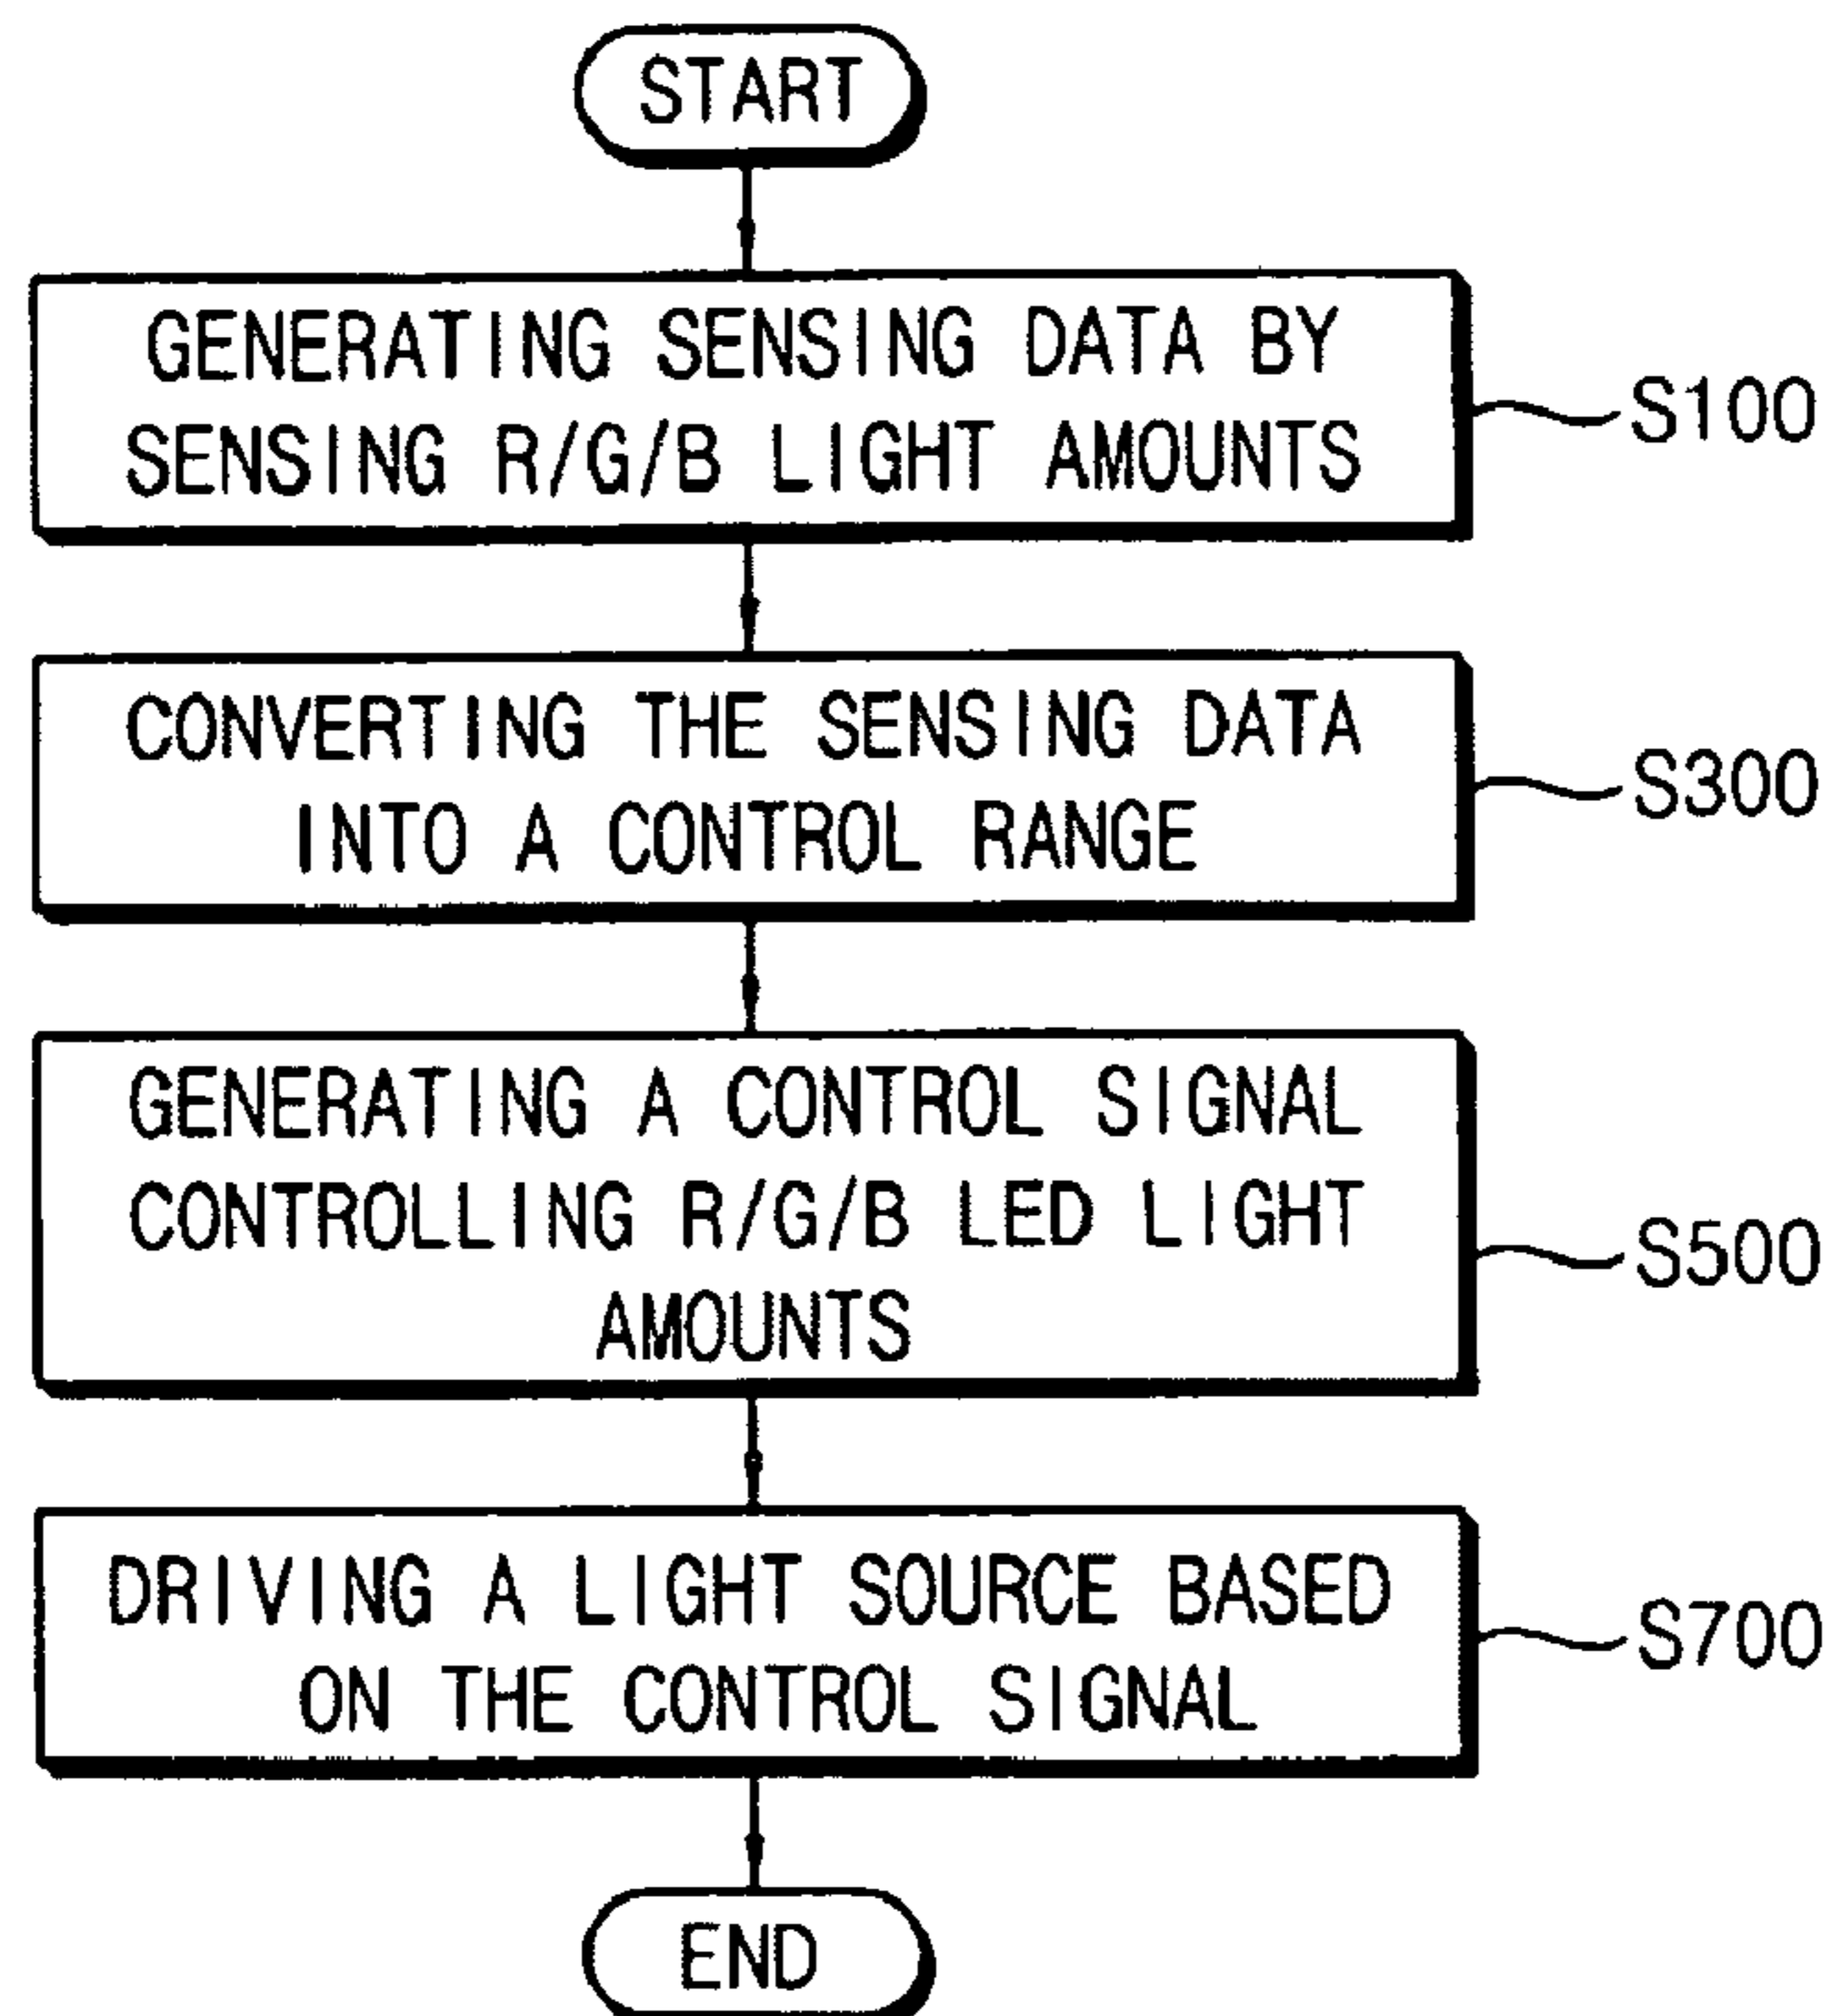 START
GENERATING SENSING DATA BY
SENSING R/G/B LIGHT AMOUNTS
S100
CONVERTING THE SENSING DATA
INTO A CONTROL RANGE
S300
GENERATING A CONTROL SIGNAL
CONTROLLING R/G/B LED LIGHT
AMOUNTS
S500
DRIVING A LIGHT SOURCE BASED
ON THE CONTROL SIGNAL
S700
END